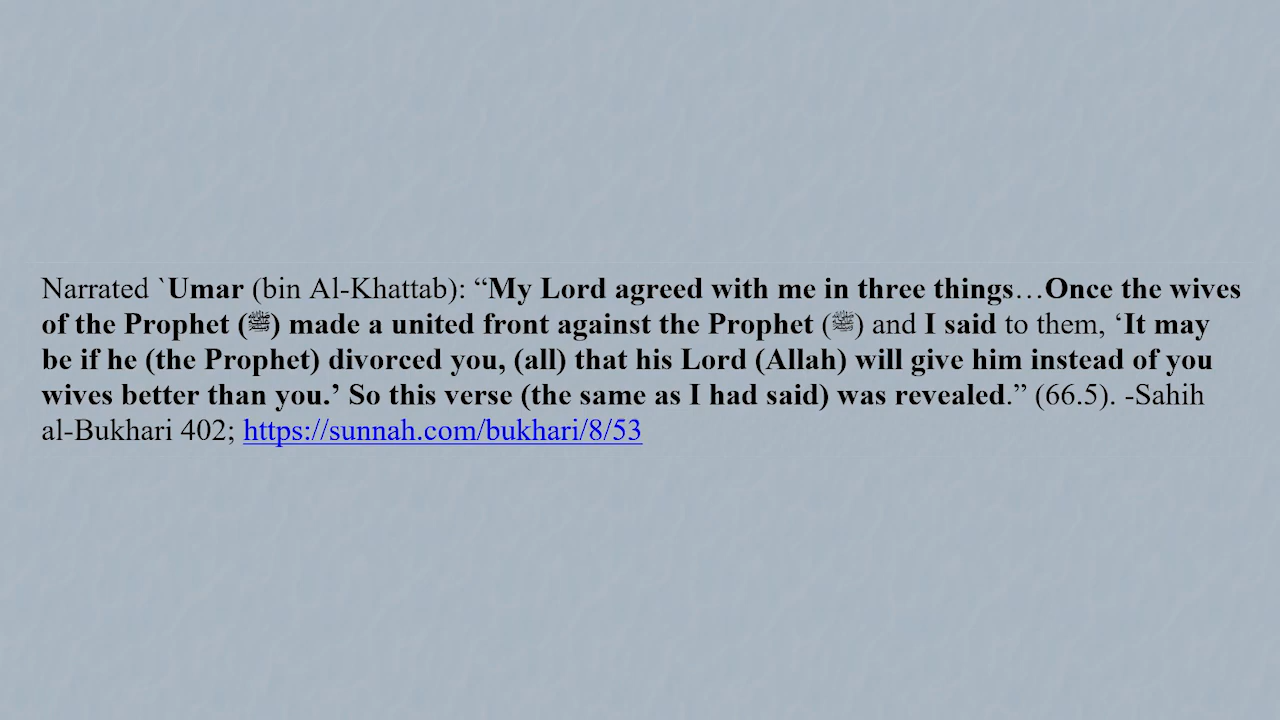 Narrated `Umar (bin Al-Khattab): “My Lord agreed with me in three things…Once the wives
of the Prophet (ﷺ) made a united front against the Prophet (ﷺ) and I said to them, ‘It may
be if he (the Prophet) divorced you, (all) that his Lord (Allah) will give him instead of you
wives better than you.’ So this verse (the same as I had said) was revealed.” (66.5). -Sahih
al-Bukhari 402; https://sunnah.com/bukhari/8/53